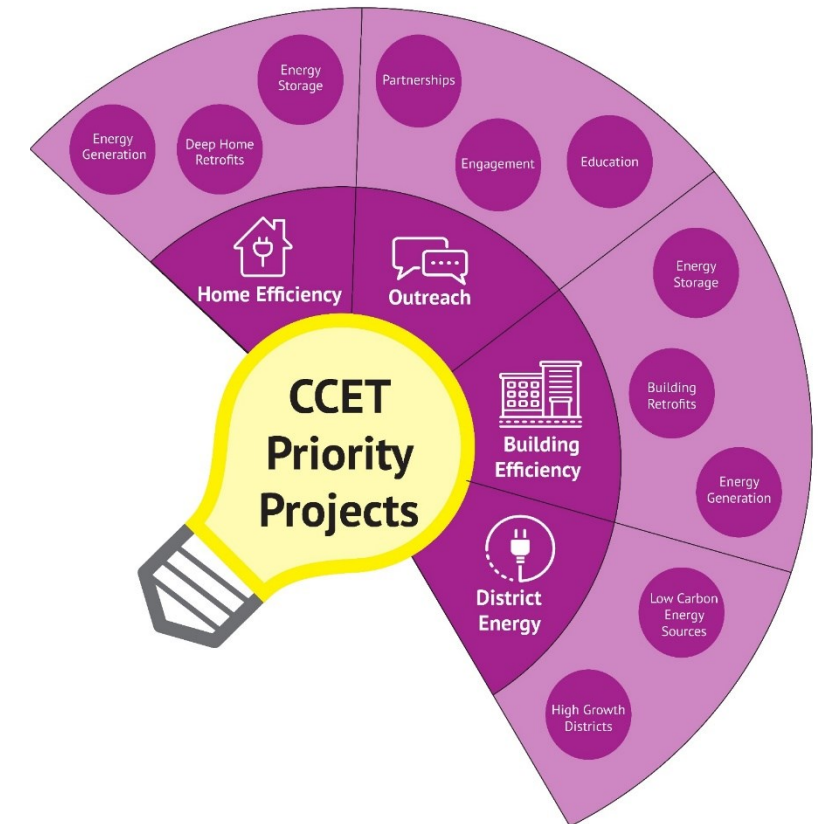 Energy
Storage
Partnerships
Energy
Generation
Deep Home
Retrofits
Engagement
Education
Home Efficiency
Outreach
Energy
Storage
Building
Retrofits
Energy
Generation
Building
Efficiency
CCET
Priority
Projects
District
Energy
Low Carbon
Energy
Sources
High Growth
Districts